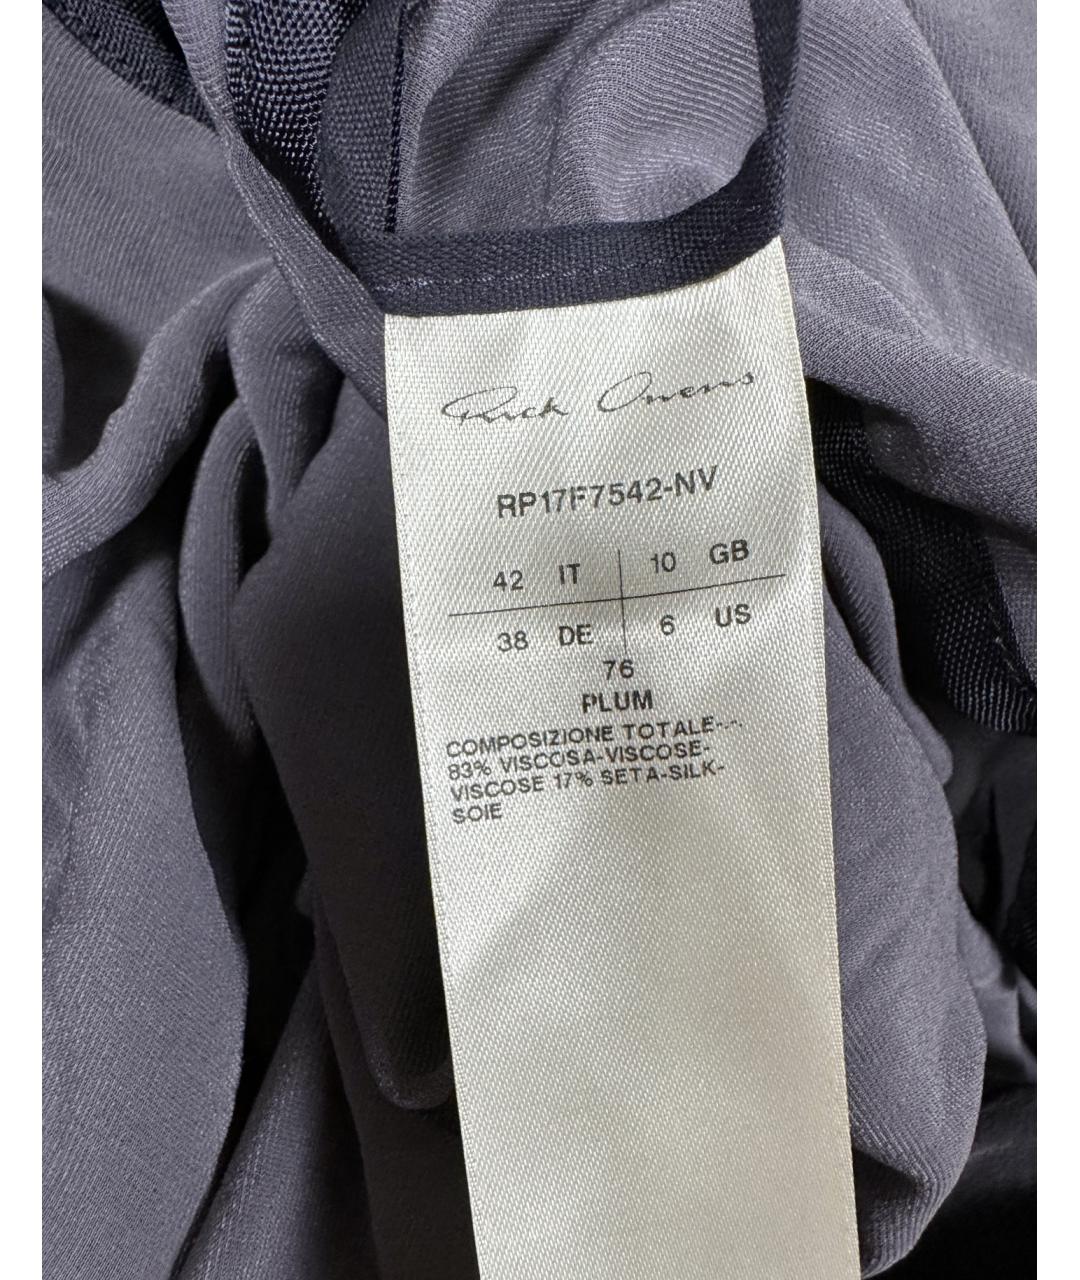 Rick Owens
RP17F7542-NV
42 IT 10 GB
38 DE 6 US
76
PLUM
COMPOSIZIONE TOTALE-.-.
83% VISCOSA-VISCOSE-
VISCOSE 17% SETA-SILK-
SOIE